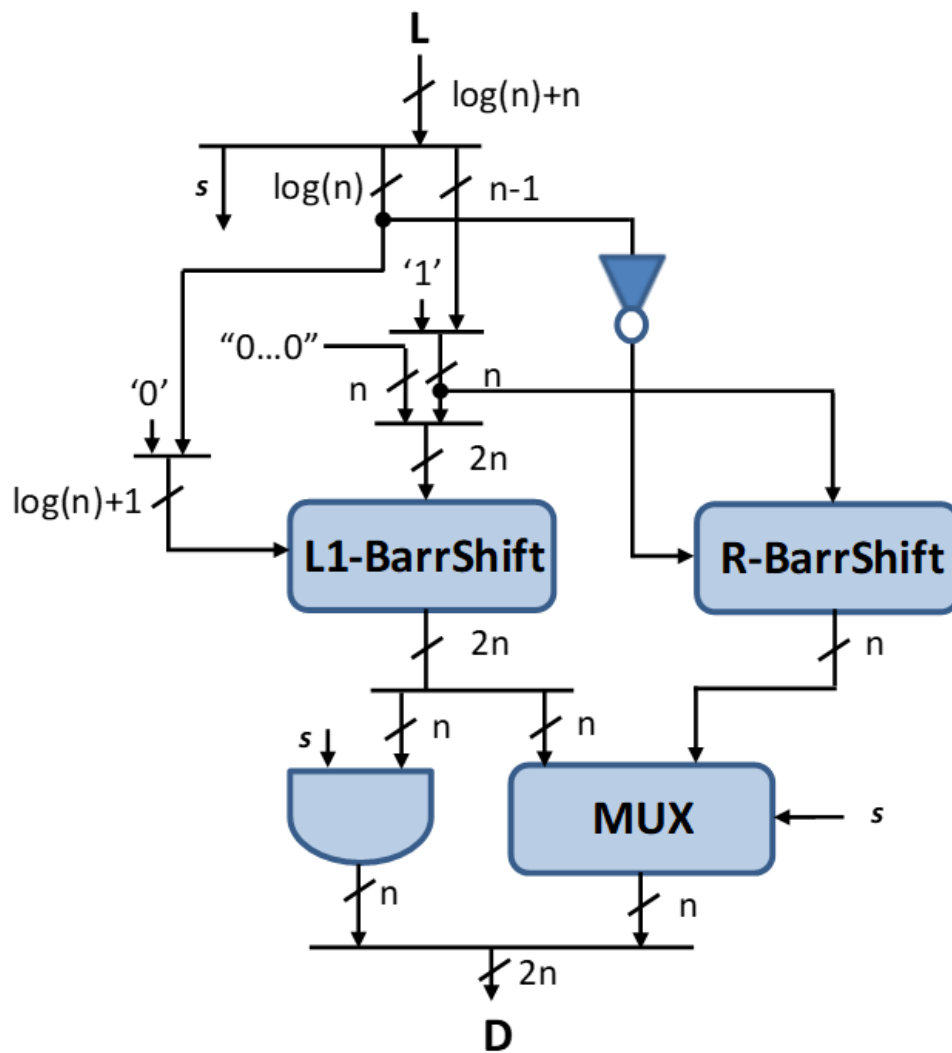 L
log(n)+n
s
log(n)
n-1
‘1’
“0...0”
n
n
‘0’
2n
log(n)+1
L1-BarrShift
R-BarrShift
2n
n
s
n
n
MUX
s
n
n
2n
D